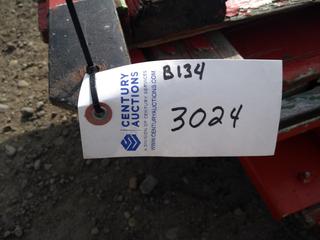 B134
3024
CENTURY
AUCTIONS
A DIVISION OF CENTURY SERVICES
WWW.CENTURYAUCTIONS.COM